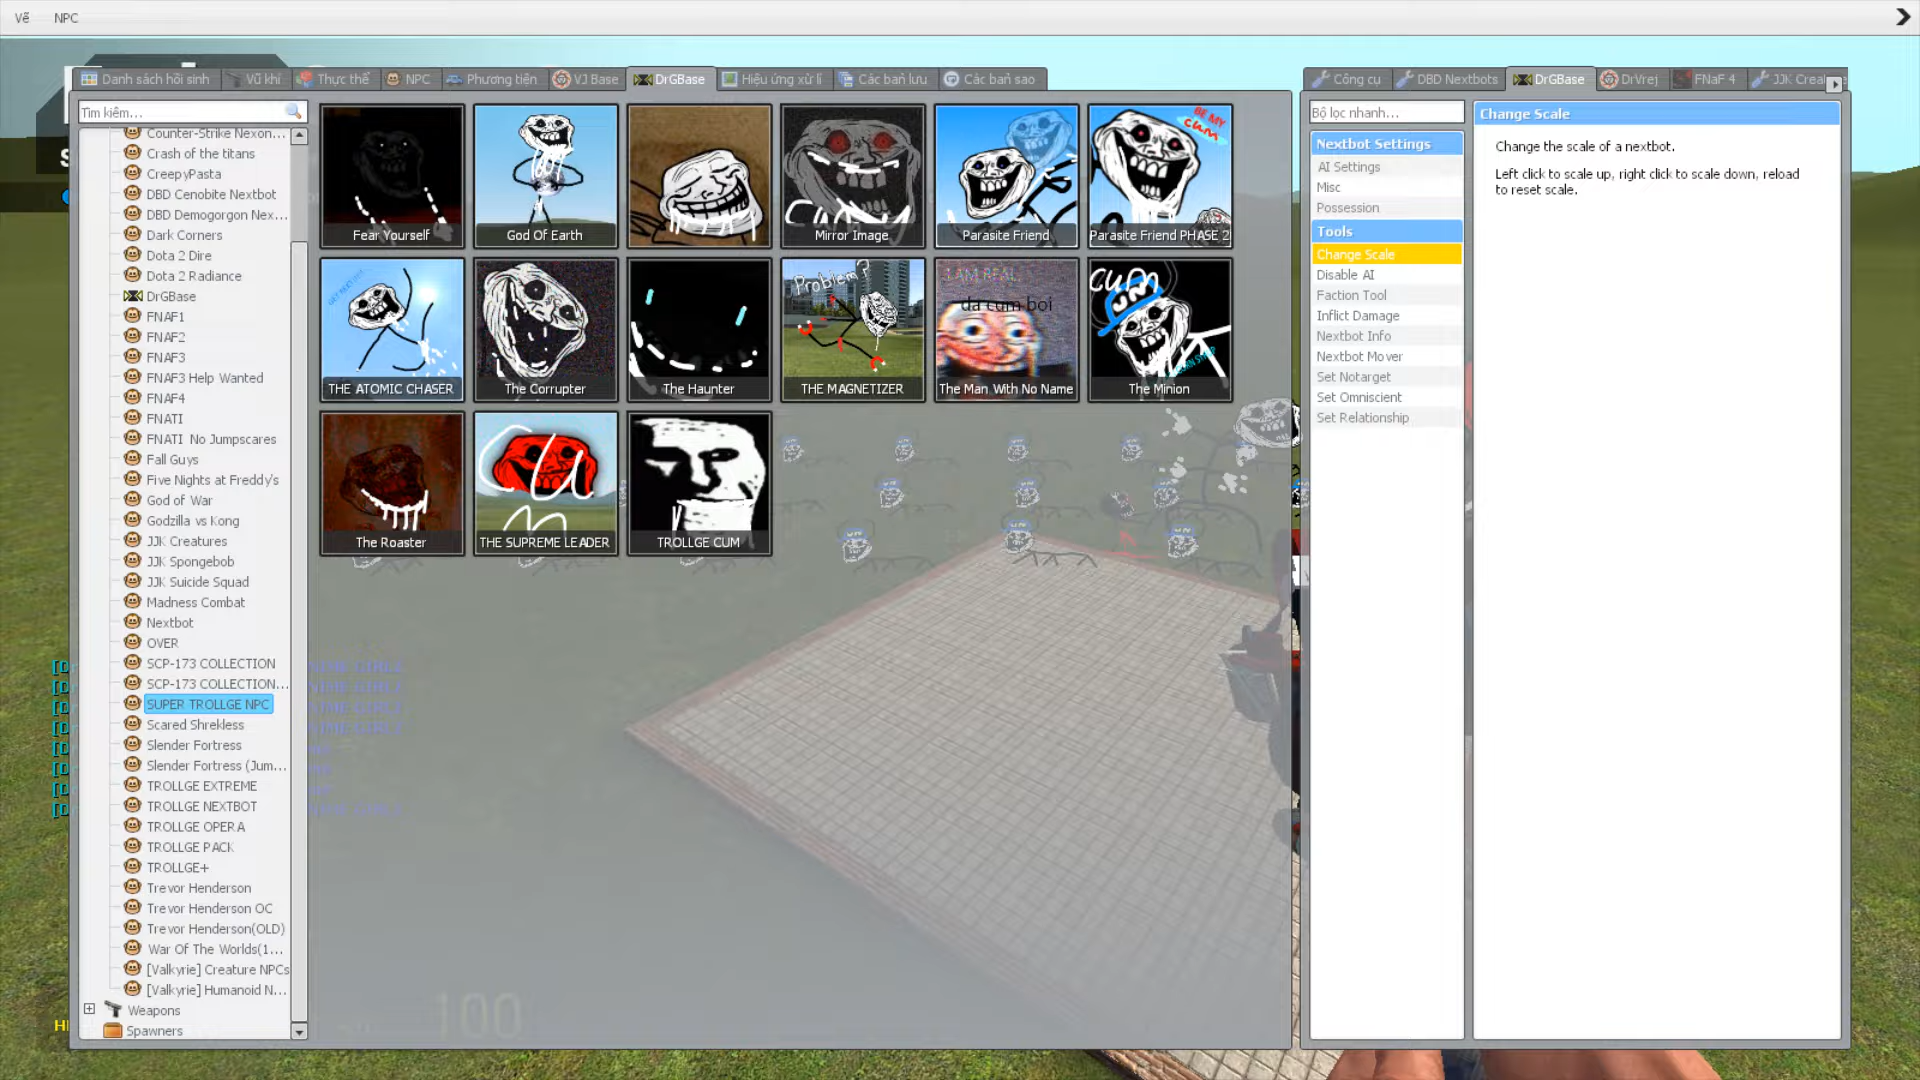 Vẽ NPC
Danh sách hồi sinh Vũ khí Thực thể NPC Phương tiện VJ Base DrGBase Hiệu ứng xử lí Các bản lưu Các bản sao
Công cụ DBD Nextbots DrGBase DrVrej FNaF 4 JJK Crea
Tìm kiếm...
Counter-Strike Nexon...
Crash of the titans
CreepyPasta
DBD Cenobite Nextbot
DBD Demogorgon Nex...
Dark Corners
Dota 2 Dire
Dota 2 Radiance
DrGBase
FNAF1
FNAF2
FNAF3
FNAF3 Help Wanted
FNAF4
FNATI
FNATI No Jumpscares
Fall Guys
Five Nights at Freddy's
God of War
Godzilla vs Kong
JJK Creatures
JJK Spongebob
JJK Suicide Squad
Madness Combat
Nextbot
OVER
SCP-173 COLLECTION
SCP-173 COLLECTION...
SUPER TROLLGE NPC
Scared Shrekless
Slender Fortress
Slender Fortress (Jum...
TROLLGE EXTREME
TROLLGE NEXTBOT
TROLLGE OPERA
TROLLGE PACK
TROLLGE+
Trevor Henderson
Trevor Henderson OC
Trevor Henderson(OLD)
War Of The Worlds(1...
[Valkyrie] Creature NPCs
[Valkyrie] Humanoid N...
Weapons
Spawners
Fear Yourself
God Of Earth
cum
Mirror Image
Parasite Friend
BE MY
cum
Parasite Friend PHASE 2
THE ATOMIC CHASER
The Corrupter
The Haunter
Problem?
THE MAGNETIZER
I AM REAL
da cum boi
The Man With No Name
cum
The Minion
The Roaster
cu
m
THE SUPREME LEADER
TROLLGE CUM
100
Bộ lọc nhanh...
Nextbot Settings
AI Settings
Misc
Possession
Tools
Change Scale
Disable AI
Faction Tool
Inflict Damage
Nextbot Info
Nextbot Mover
Set Notarget
Set Omniscient
Set Relationship
Change Scale
Change the scale of a nextbot.
Left click to scale up, right click to scale down, reload
to reset scale.